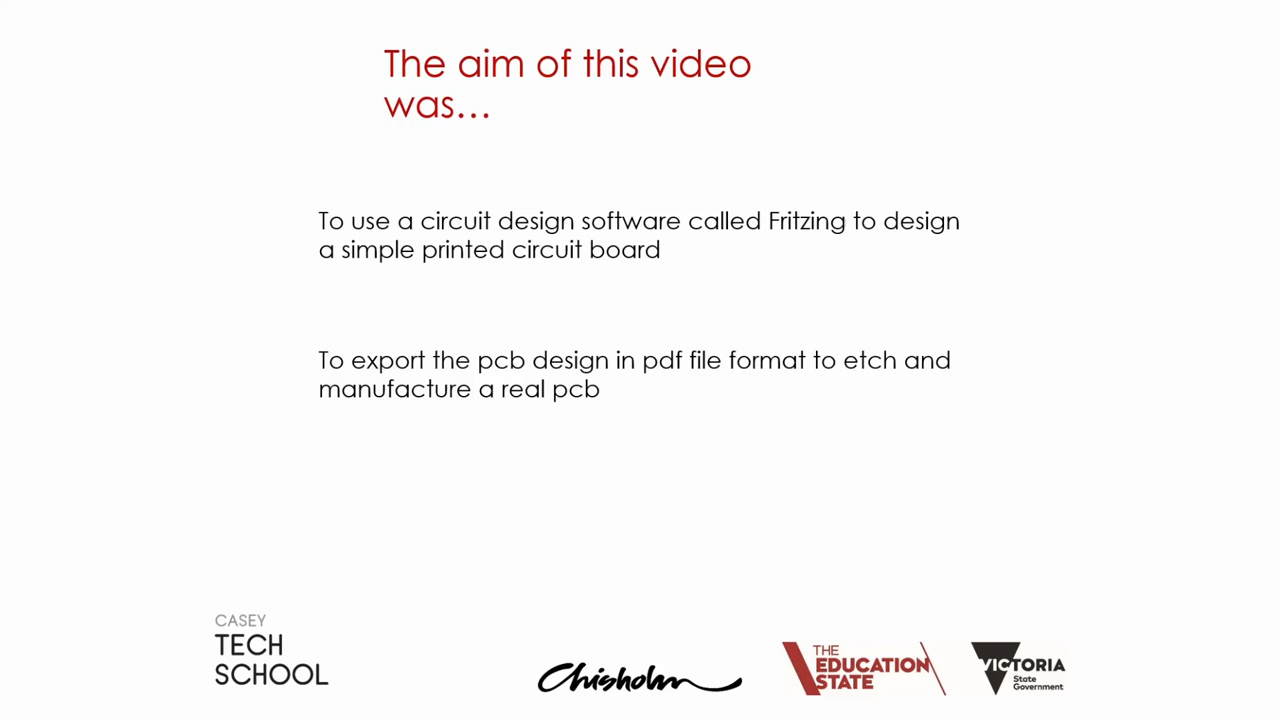 The aim of this video
was...
To use a circuit design software called Fritzing to design
a simple printed circuit board
To export the pcb design in pdf file format to etch and
manufacture a real pcb
CASEY
TECH
SCHOOL
Chisholm
THE
EDUCATION
STATE
VICTORIA
State
Government